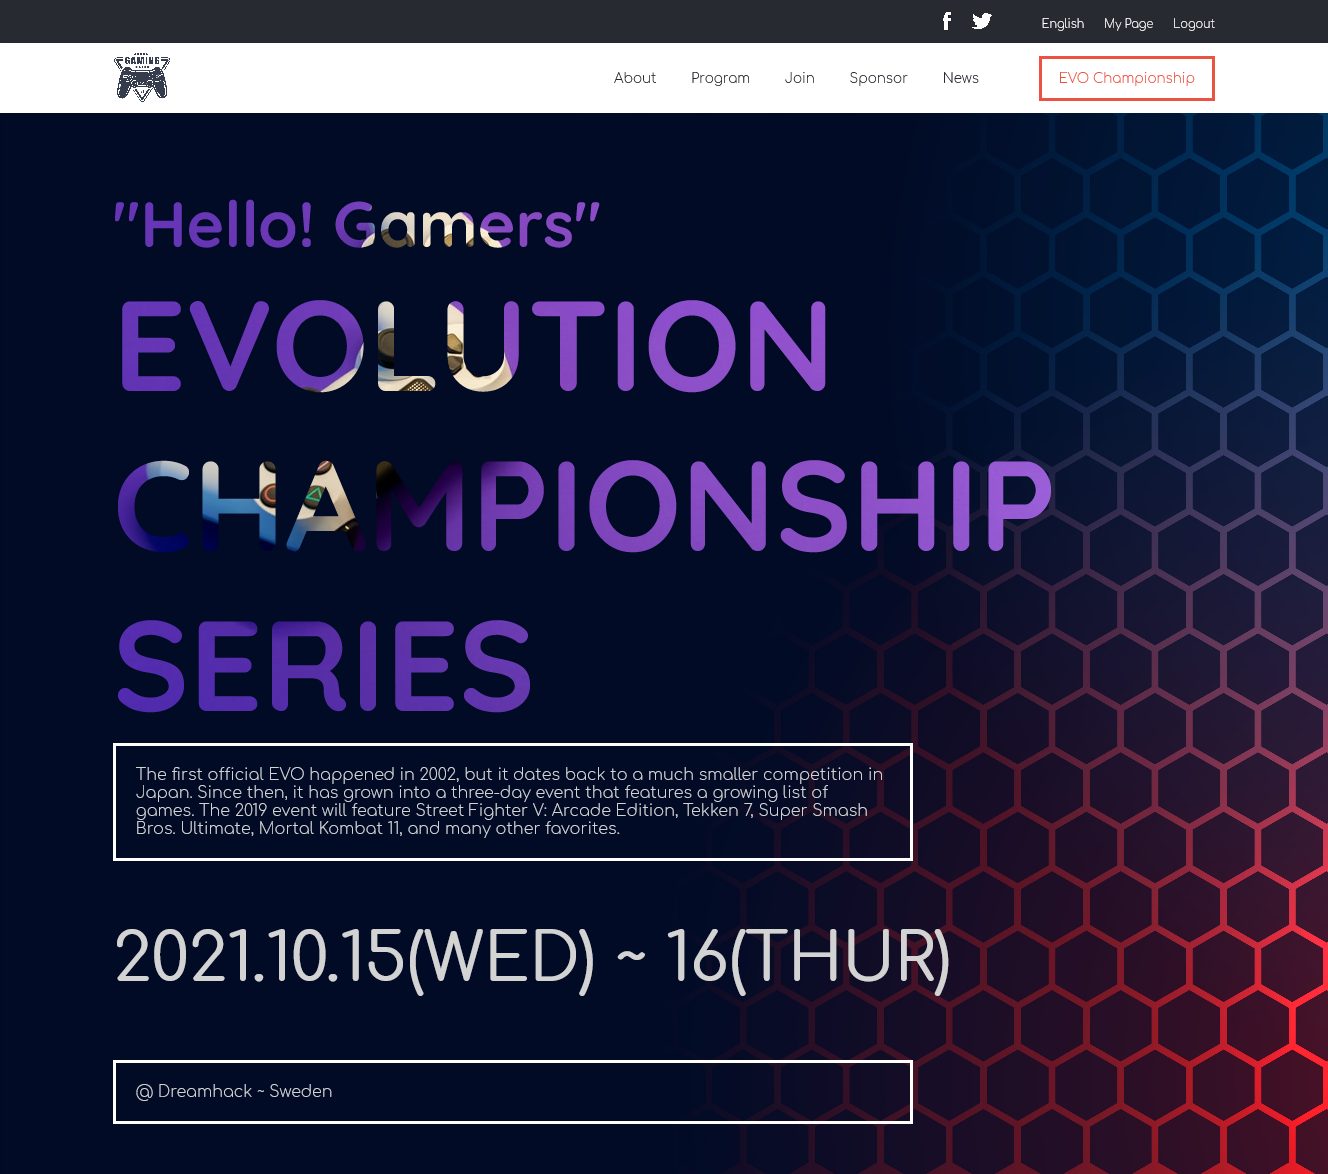 English My Page Logout
GAMING
About Program Join Sponsor News EVO Championship
"Hello! Gamers"
EVOLUTION
CHAMPIONSHIP
SERIES
The first official EVO happened in 2002, but it dates back to a much smaller competition in
Japan. Since then, it has grown into a three-day event that features a growing list of
games. The 2019 event will feature Street Fighter V: Arcade Edition, Tekken 7, Super Smash
Bros. Ultimate, Mortal Kombat 11, and many other favorites.
2021.10.15(WED) ~ 16(THUR)
@ Dreamhack ~ Sweden